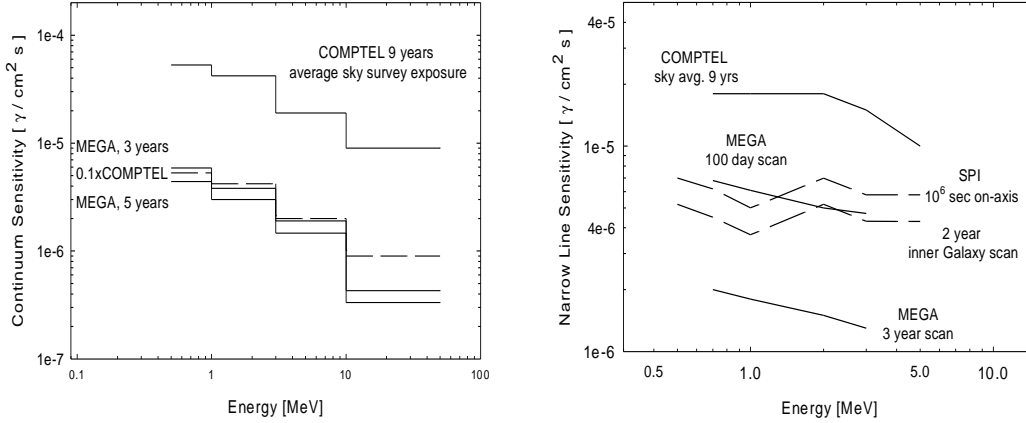 Continuum Sensitivity [ γ / cm² s ]
1e-4
1e-5
1e-6
1e-7
COMPTEL 9 years
average sky survey exposure
MEGA, 3 years
0.1xCOMPTEL
MEGA, 5 years
0.1
1
10
100
Energy [MeV]
Narrow Line Sensitivity [ γ / cm² s ]
4e-5
1e-5
4e-6
1e-6
COMPTEL
sky avg. 9 yrs
MEGA
100 day scan
SPI
10⁶ sec on-axis
2 year
inner Galaxy scan
MEGA
3 year scan
0.5
1.0
5.0
10.0
Energy [MeV]